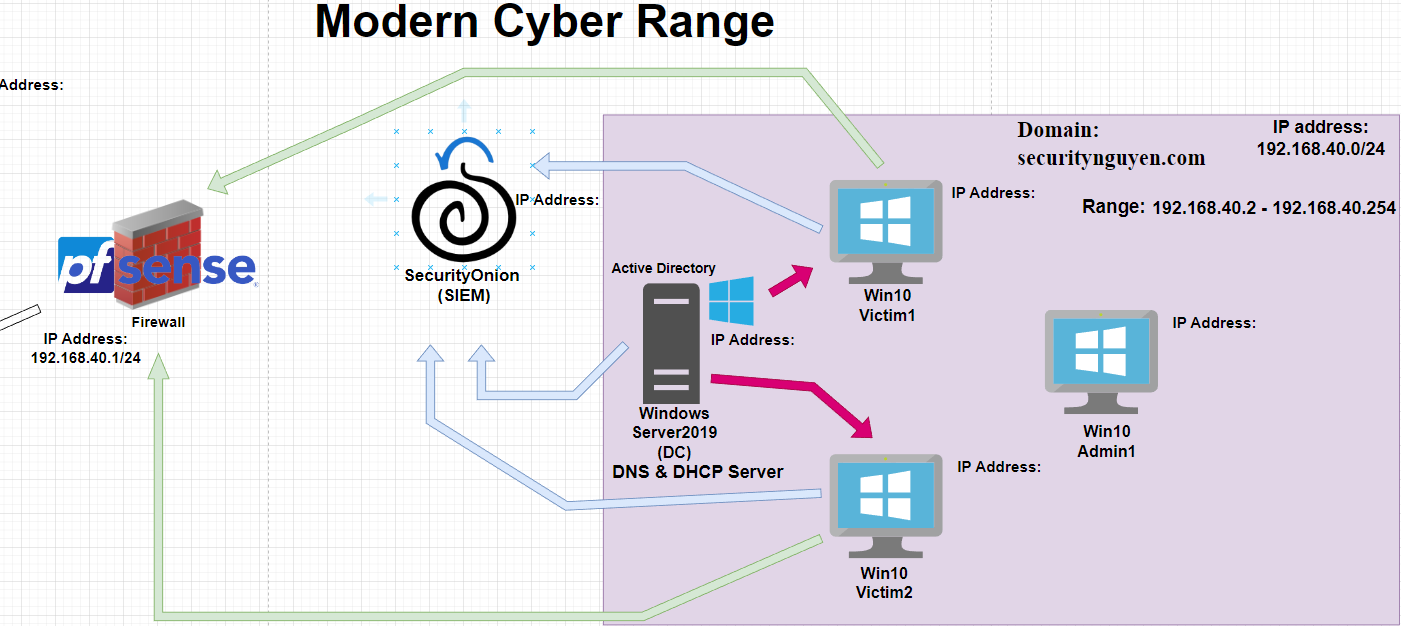 Modern Cyber Range
Address:
Domain:
securitynguyen.com
IP address:
192.168.40.0/24
IP Address:
Range: 192.168.40.2 - 192.168.40.254
IP Address:
SecurityOnion
(SIEM)
pfsense
Firewall
IP Address:
192.168.40.1/24
Active Directory
IP Address:
Windows
Server2019
(DC)
DNS & DHCP Server
Win10
Victim1
IP Address:
Win10
Admin1
IP Address:
Win10
Victim2